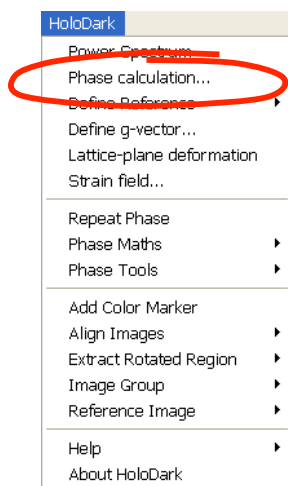 HoloDark
Power Spectrum...
Phase calculation...
Define Reference
Define g-vector...
Lattice-plane deformation
Strain field...
Repeat Phase
Phase Maths
Phase Tools
Add Color Marker
Align Images
Extract Rotated Region
Image Group
Reference Image
Help
About HoloDark